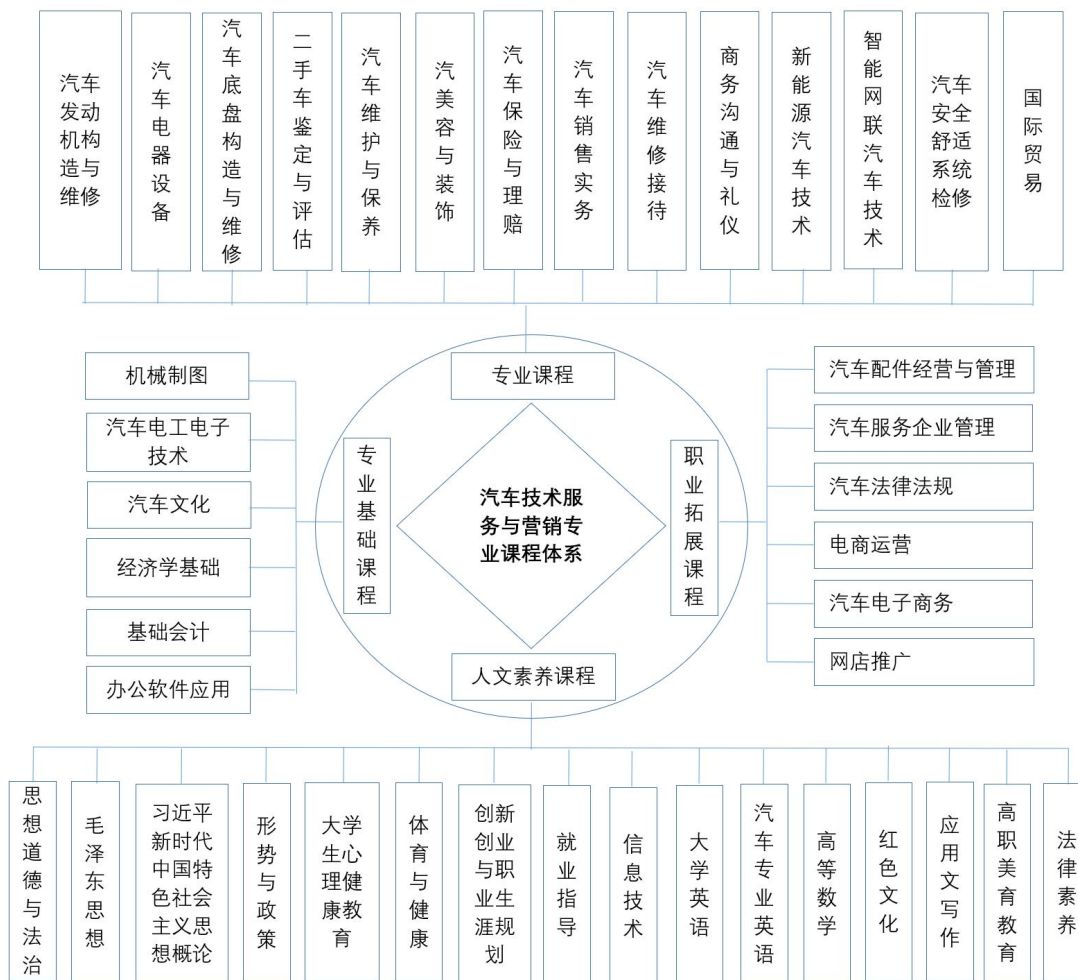 汽车
发动
机构
造与
维修
汽车电器设备
汽车底盘构造与维修
二手车鉴定与评估
汽车维护与保养
汽美容与装饰
汽车保险与理赔
汽车销售实务
汽车维修接待
商务沟通与礼仪
新能源汽车技术
智能网联汽车技术
汽车
安全
舒适
系统
检修
国际贸易
专业课程
机械制图
汽车电工电子
技术
汽车文化
经济学基础
基础会计
办公软件应用
专业基础课程
汽车技术服
务与营销专
业课程体系
职业拓展课程
汽车配件经营与管理
汽车服务企业管理
汽车法律法规
电商运营
汽车电子商务
网店推广
人文素养课程
思想道德与法治
毛泽东思想
习近平
新时代
中国特
色社会
主义思
想概论
形势与政策
大学
生心
理健
康教
育
体育与健康
创新
创业
与职
业生
涯规
划
就业指导
信息技术
大学英语
汽车专业英语
高等数学
红色文化
应用文写作
高职美育教育
法律素养